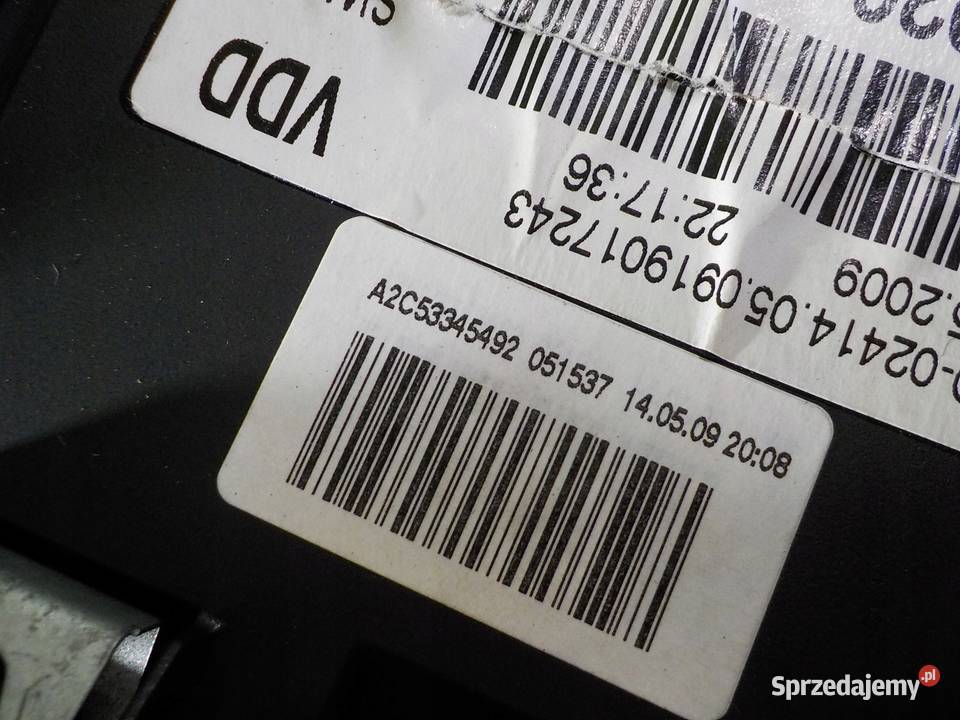 A2C53345492 051537 14.05.09 20:08
VDD
22:17:36
02414.05.0919017243
.2009
Sprzedajemy.pl